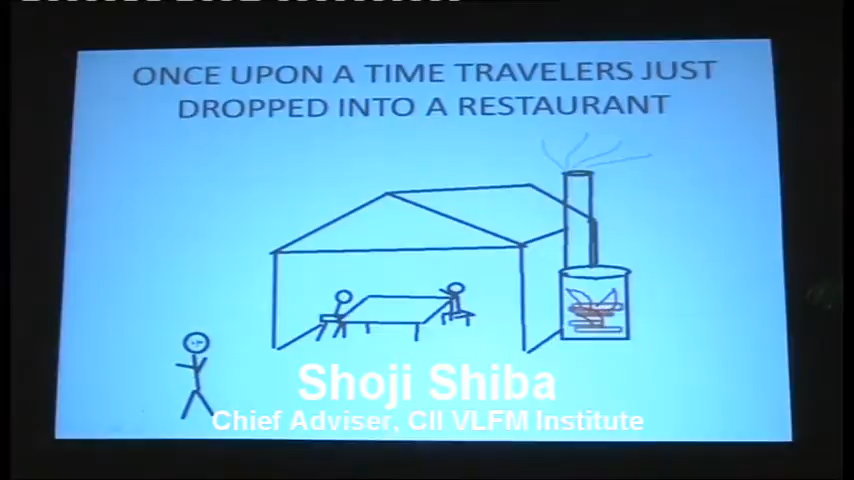 ONCE UPON A TIME TRAVELERS JUST
DROPPED INTO A RESTAURANT
Shoji Shiba
Chief Adviser, CII VLFM Institute